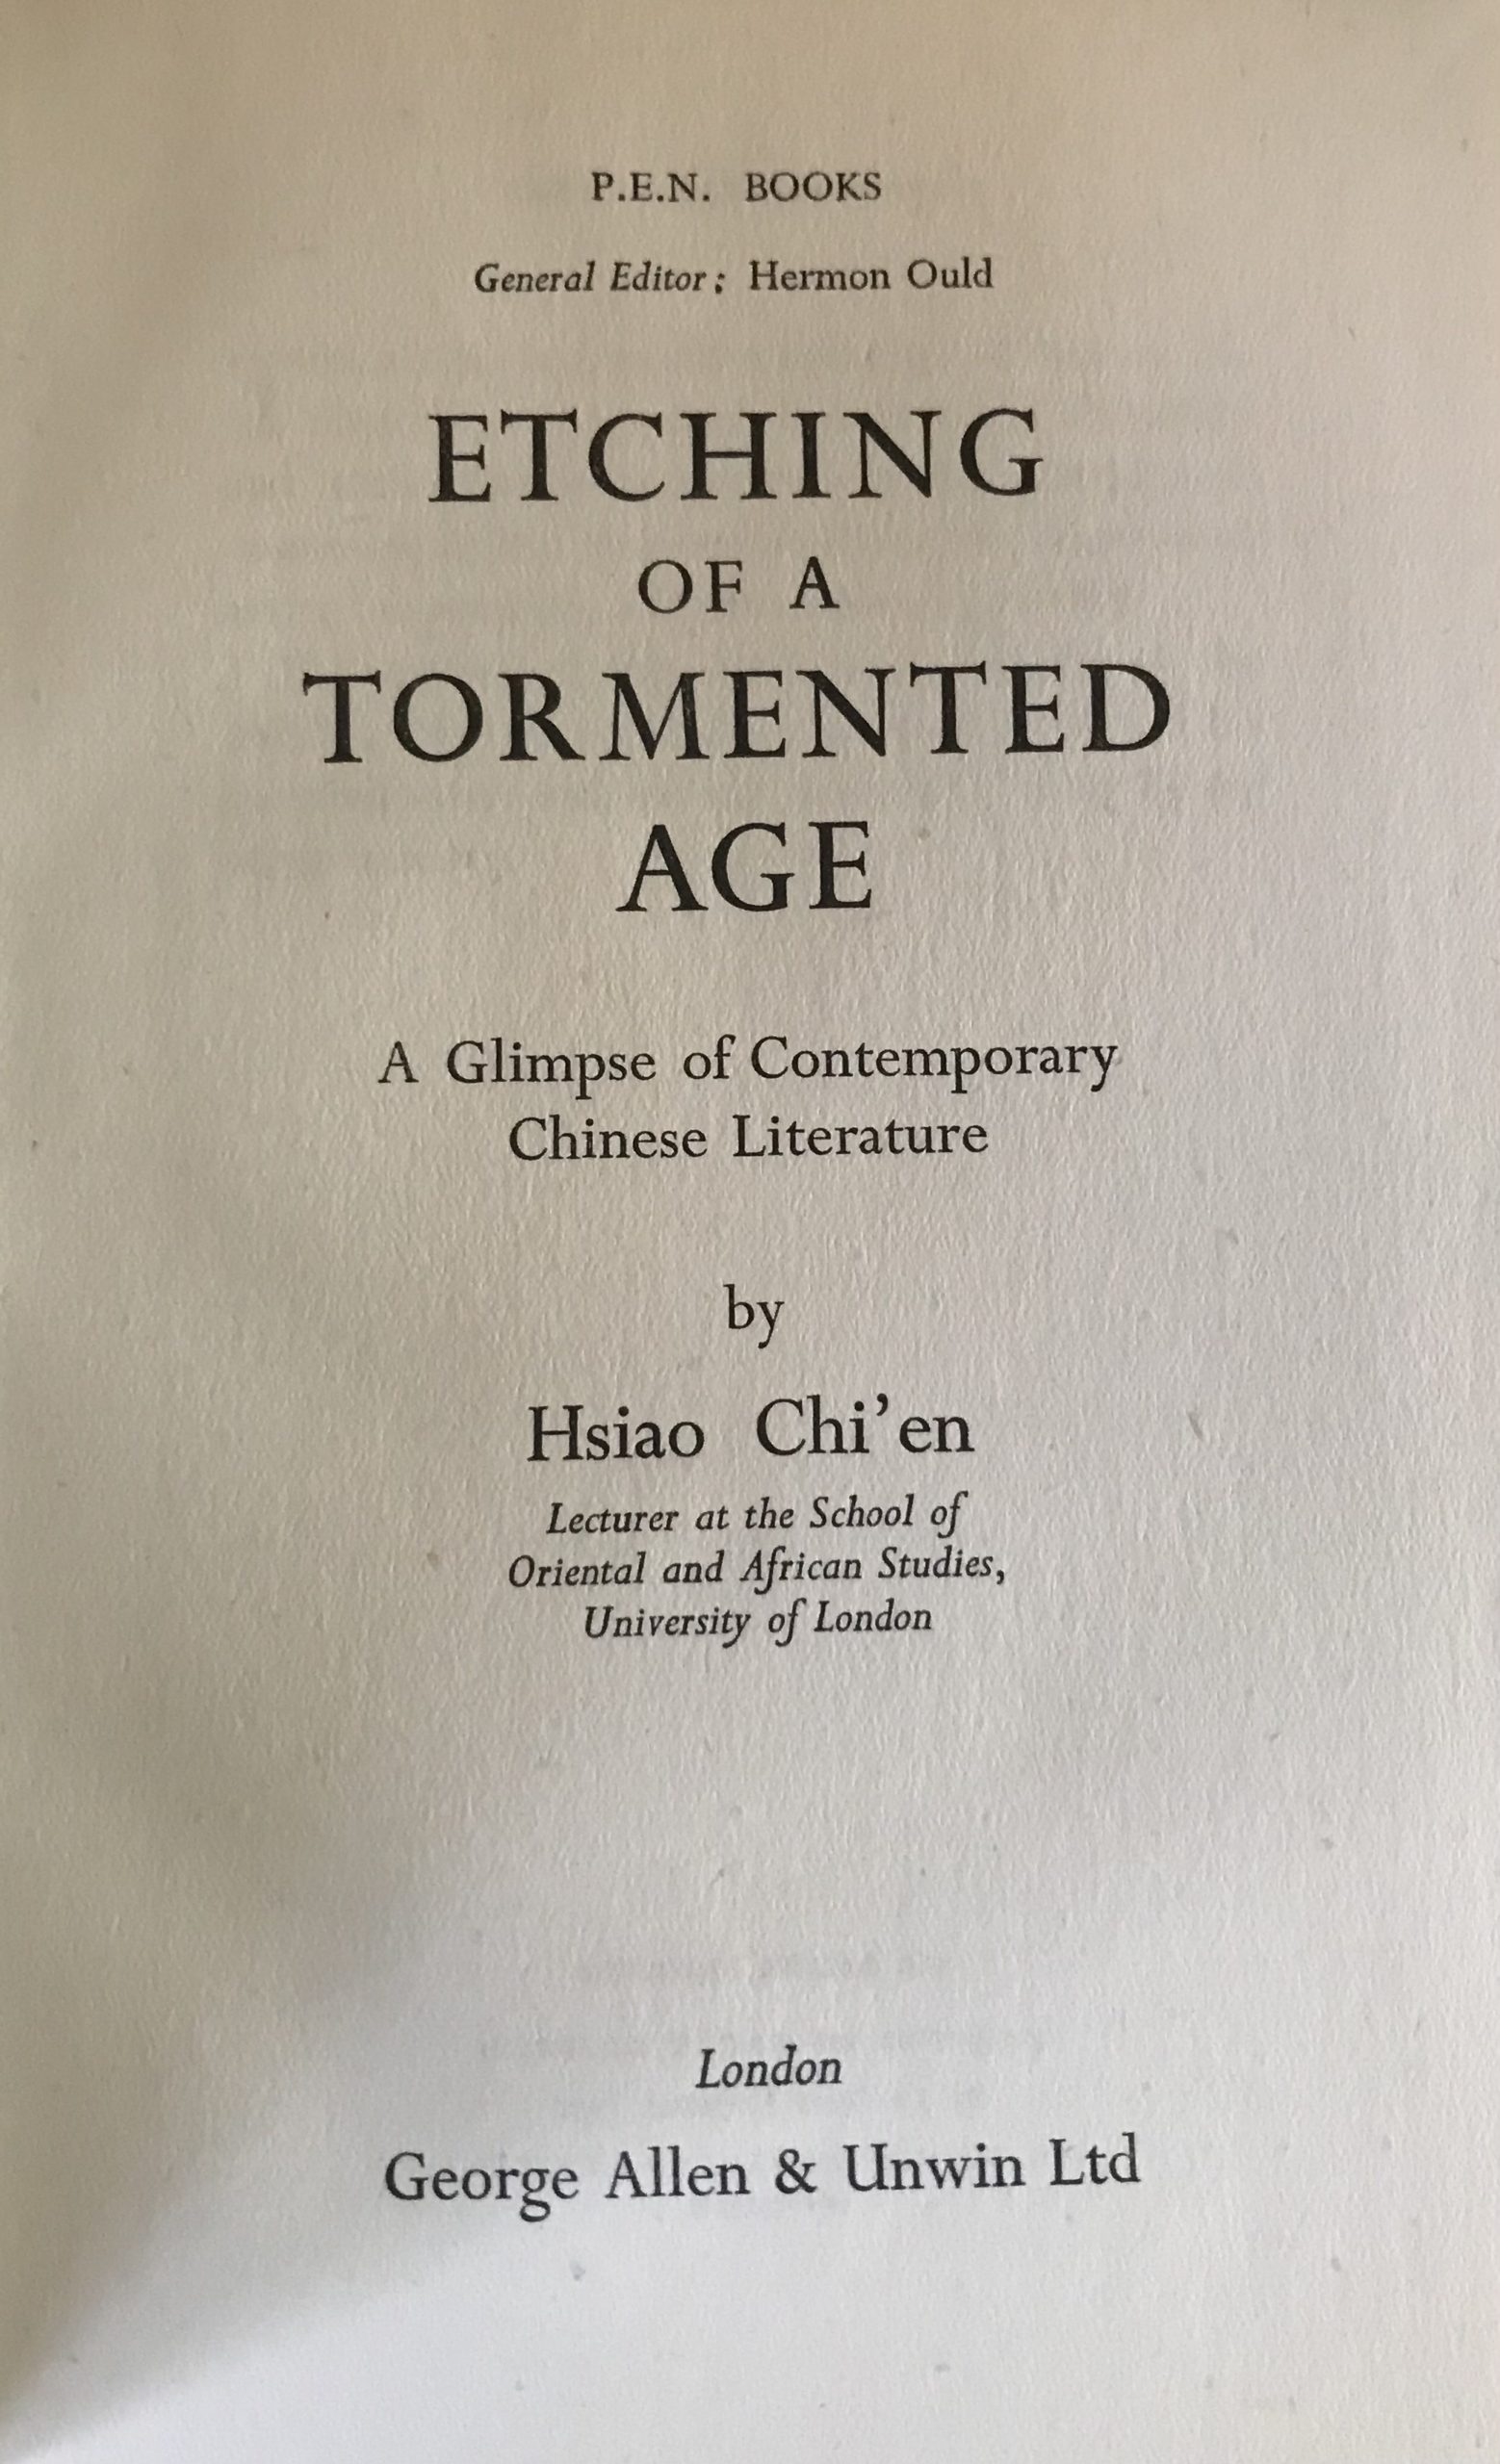 P.E.N. BOOKS
General Editor: Hermon Ould
ETCHING
OF A
TORMENTED
AGE
A Glimpse of Contemporary
Chinese Literature
by
Hsiao Chi’en
Lecturer at the School of
Oriental and African Studies,
University of London
London
George Allen & Unwin Ltd